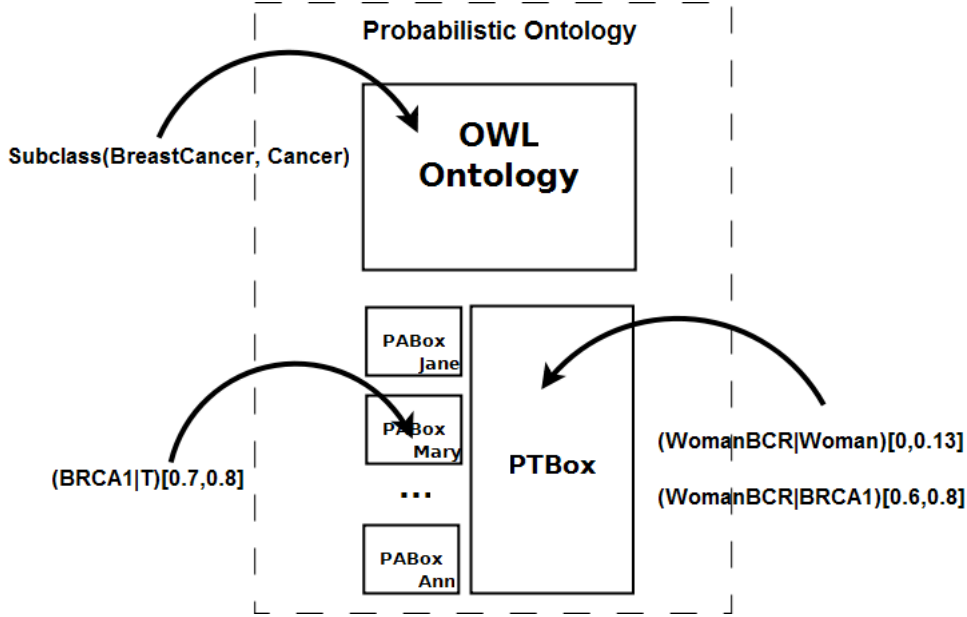 Probabilistic Ontology
OWL
Ontology
Subclass(BreastCancer, Cancer)
PABox
Jane
PABox
Mary
(BRCA1|T)[0.7,0.8]
...
PABox
Ann
PTBox
(WomanBCR|Woman)[0,0.13]
(WomanBCR|BRCA1)[0.6,0.8]